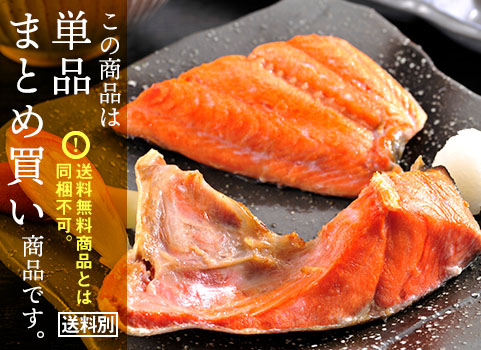 この商品は
単品
まとめ買い
商品です。
!
送料無料商品とは
同梱不可。
送料別